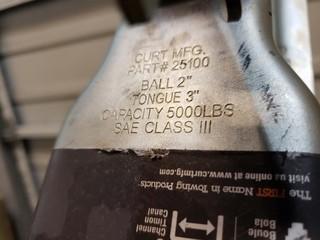 CURT MFG.
PART# 25100
BALL 2"
TONGUE 3"
CAPACITY 5000LBS
SAE CLASS III
The FIRST Name in Towing Products
visit us online at www.curtmfg.com
Boule
Bola
Channel
Timon
Canal